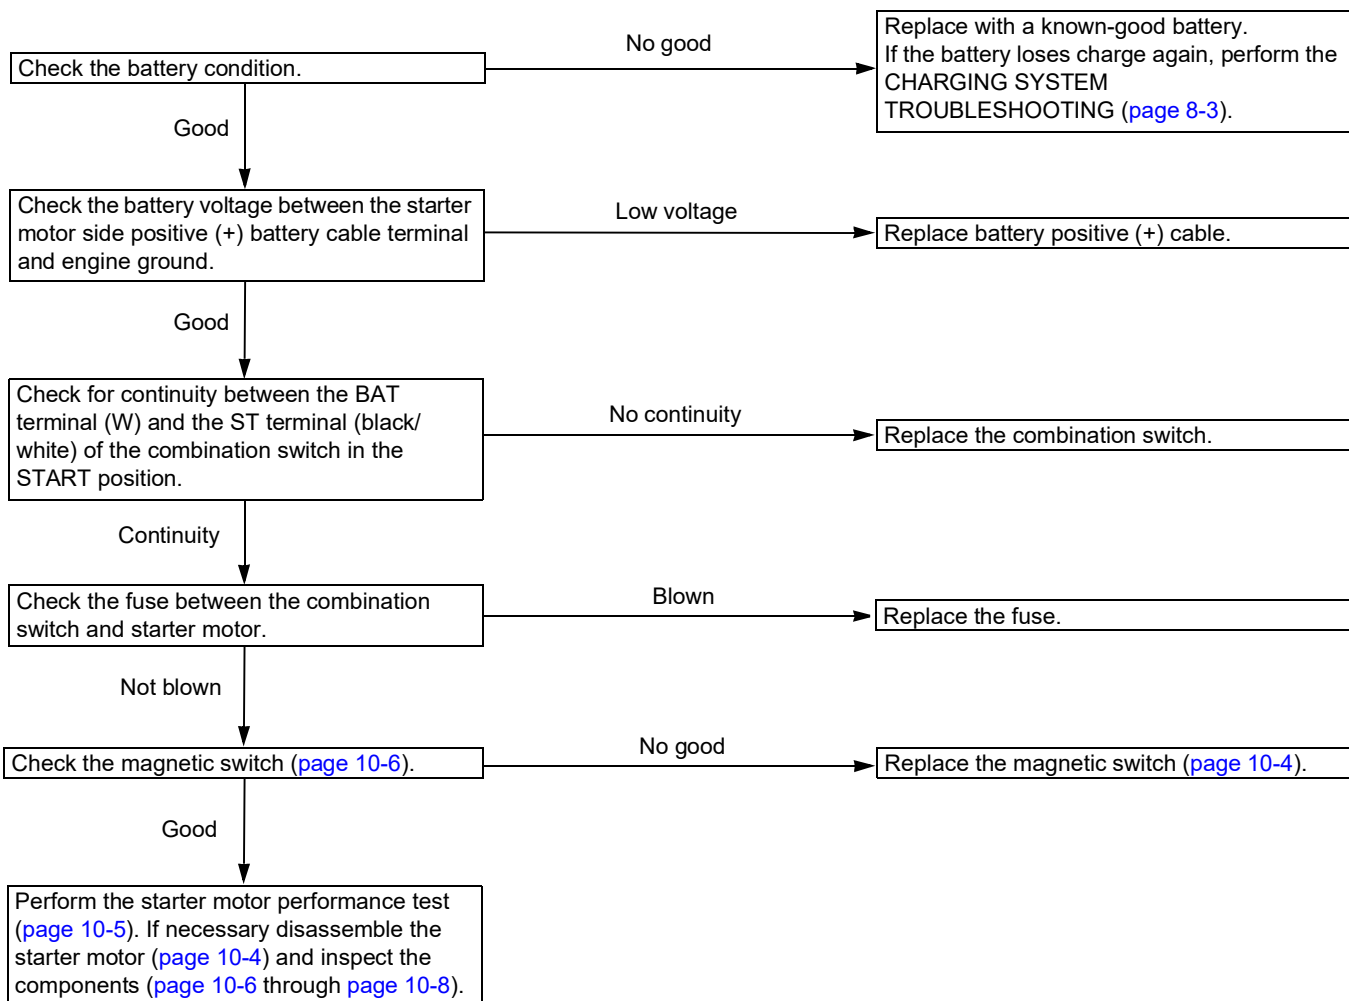 Check the battery condition.
No good
Replace with a known-good battery.
If the battery loses charge again, perform the
CHARGING SYSTEM
TROUBLESHOOTING (page 8-3).
Good
Check the battery voltage between the starter
motor side positive (+) battery cable terminal
and engine ground.
Low voltage
Replace battery positive (+) cable.
Good
Check for continuity between the BAT
terminal (W) and the ST terminal (black/
white) of the combination switch in the
START position.
No continuity
Replace the combination switch.
Continuity
Check the fuse between the combination
switch and starter motor.
Blown
Replace the fuse.
Not blown
Check the magnetic switch (page 10-6).
No good
Replace the magnetic switch (page 10-4).
Good
Perform the starter motor performance test
(page 10-5). If necessary disassemble the
starter motor (page 10-4) and inspect the
components (page 10-6 through page 10-8).